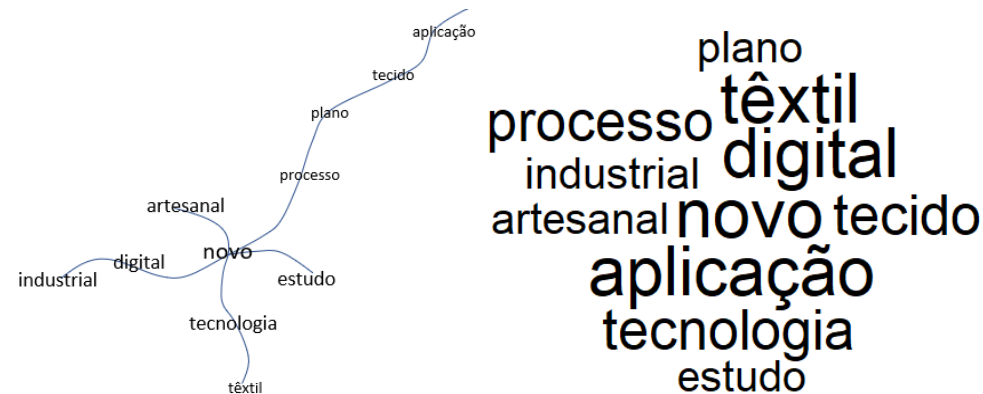 aplicação
tecido
plano
processo
artesanal
novo
digital
industrial
estudo
tecnologia
têxtil
plano
têxtil
processo
digital
industrial
artesanal novo tecido
aplicação
tecnologia
estudo